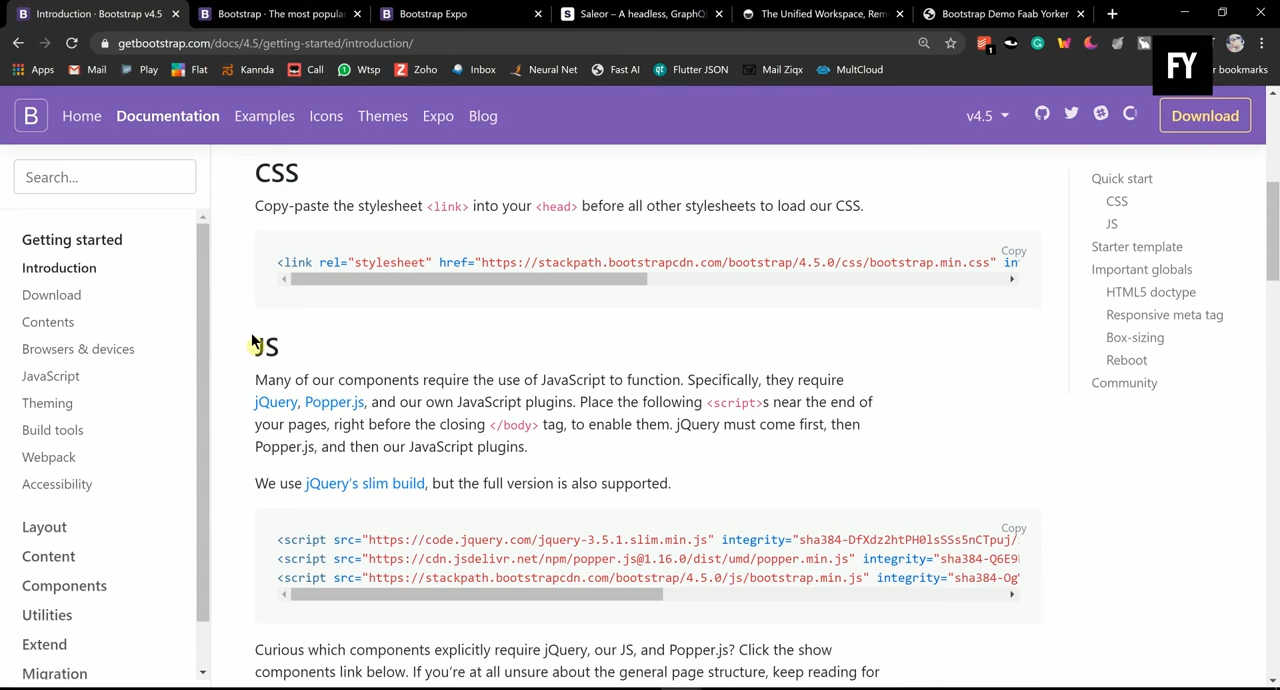 Introduction · Bootstrap v4.5
Bootstrap · The most popula
Bootstrap Expo
Saleor – A headless, GraphQ
The Unified Workspace, Rem
Bootstrap Demo Faab Yorker
getbootstrap.com/docs/4.5/getting-started/introduction/
Apps
Mail
Play
Flat
Kannda
Call
Wtsp
Zoho
Inbox
Neural Net
Fast AI
Flutter JSON
Mail Ziqx
MultCloud
r bookmarks
FY
B
Home
Documentation
Examples
Icons
Themes
Expo
Blog
v4.5
Download
Search...
Getting started
Introduction
Download
Contents
Browsers & devices
JavaScript
Theming
Build tools
Webpack
Accessibility
Layout
Content
Components
Utilities
Extend
Migration
CSS
Copy-paste the stylesheet <link> into your <head> before all other stylesheets to load our CSS.
Copy
<link rel="stylesheet" href="https://stackpath.bootstrapcdn.com/bootstrap/4.5.0/css/bootstrap.min.css" in
JS
Many of our components require the use of JavaScript to function. Specifically, they require
jQuery, Popper.js, and our own JavaScript plugins. Place the following <script>s near the end of
your pages, right before the closing </body> tag, to enable them. jQuery must come first, then
Popper.js, and then our JavaScript plugins.
We use jQuery's slim build, but the full version is also supported.
Copy
<script src="https://code.jquery.com/jquery-3.5.1.slim.min.js" integrity="sha384-DfXdz2htPH0lsSSs5nCTpuj/
<script src="https://cdn.jsdelivr.net/npm/popper.js@1.16.0/dist/umd/popper.min.js" integrity="sha384-Q6E9
<script src="https://stackpath.bootstrapcdn.com/bootstrap/4.5.0/js/bootstrap.min.js" integrity="sha384-Og
Curious which components explicitly require jQuery, our JS, and Popper.js? Click the show
components link below. If you're at all unsure about the general page structure, keep reading for
Quick start
CSS
JS
Starter template
Important globals
HTML5 doctype
Responsive meta tag
Box-sizing
Reboot
Community